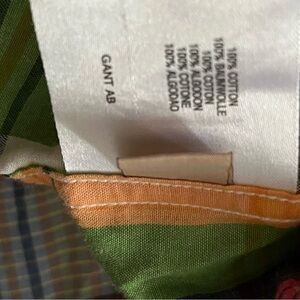 100% COTTON
100% BAUMWOLLE
100% COTON
100% ALGODON
100% COTONE
100% ALGODAO
GANT AB